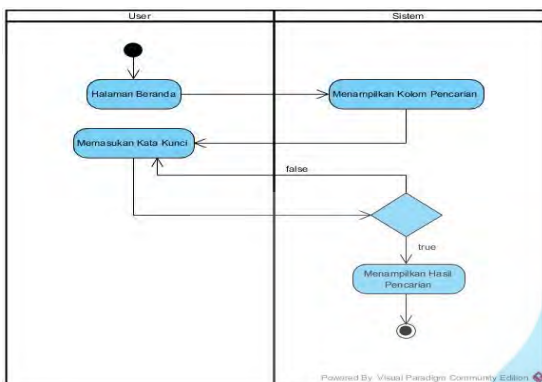 User
Sistem
Halaman Beranda
Menampilkan Kolom Pencarian
Memasukan Kata Kunci
false
true
Menampilkan Hasil
Pencarian
Powered By Visual Paradigm Community Edition